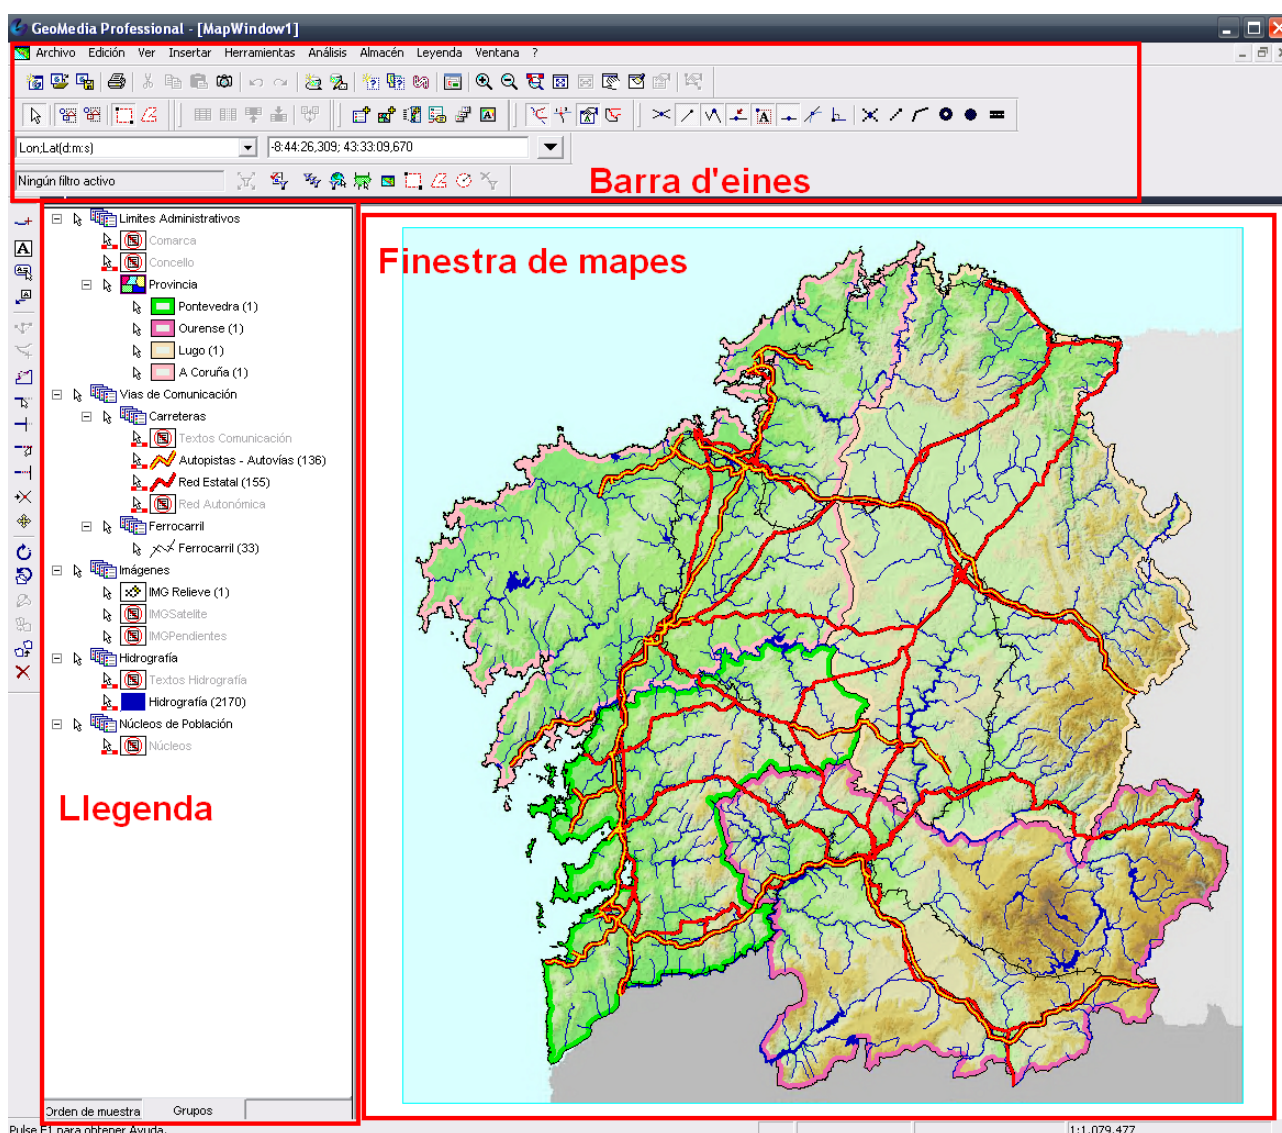 GeoMedia Professional - [MapWindow1]
Archivo Edición Ver Insertar Herramientas Análisis Almacén Leyenda Ventana ?
Lon;Lat(d:m:s)
-8:44:26,309; 43:33:09,670
Ningún filtro activo
Barra d'eines
Limites Administrativos
Comarca
Concello
Provincia
Pontevedra (1)
Ourense (1)
Lugo (1)
A Coruña (1)
Vias de Comunicación
Carreteras
Textos Comunicación
Autopistas - Autovías (136)
Red Estatal (155)
Red Autonómica
Ferrocarril
Ferrocarril (33)
Imágenes
IMG Relieve (1)
IMGSatelite
IMGPendientes
Hidrografía
Textos Hidrografía
Hidrografía (2170)
Núcleos de Población
Núcleos
Llegenda
Finestra de mapes
Orden de muestra
Grupos
Pulse F1 para obtener Ayuda.
1:1.079.477